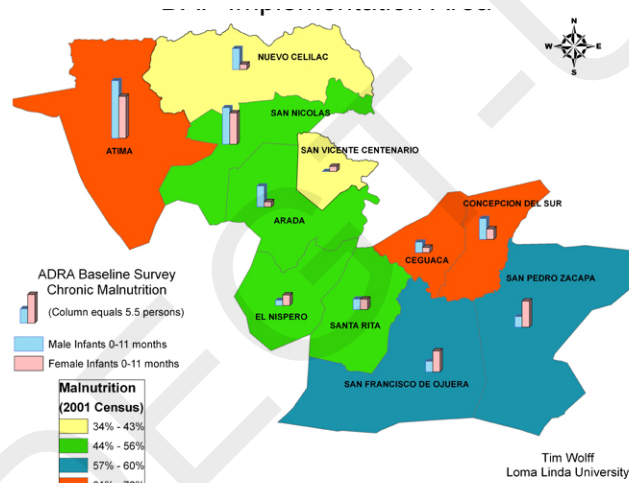 Implementation Area
N
W E
S
NUEVO CELILAC
SAN NICOLAS
ATIMA
SAN VICENTE CENTENARIO
CONCEPCION DEL SUR
ARADA
CEGUACA
SAN PEDRO ZACAPA
EL NISPERO
SANTA RITA
SAN FRANCISCO DE OJUERA
ADRA Baseline Survey
Chronic Malnutrition
(Column equals 5.5 persons)
Male Infants 0-11 months
Female Infants 0-11 months
Malnutrition
(2001 Census)
34% - 43%
44% - 56%
57% - 60%
Tim Wolff
Loma Linda University